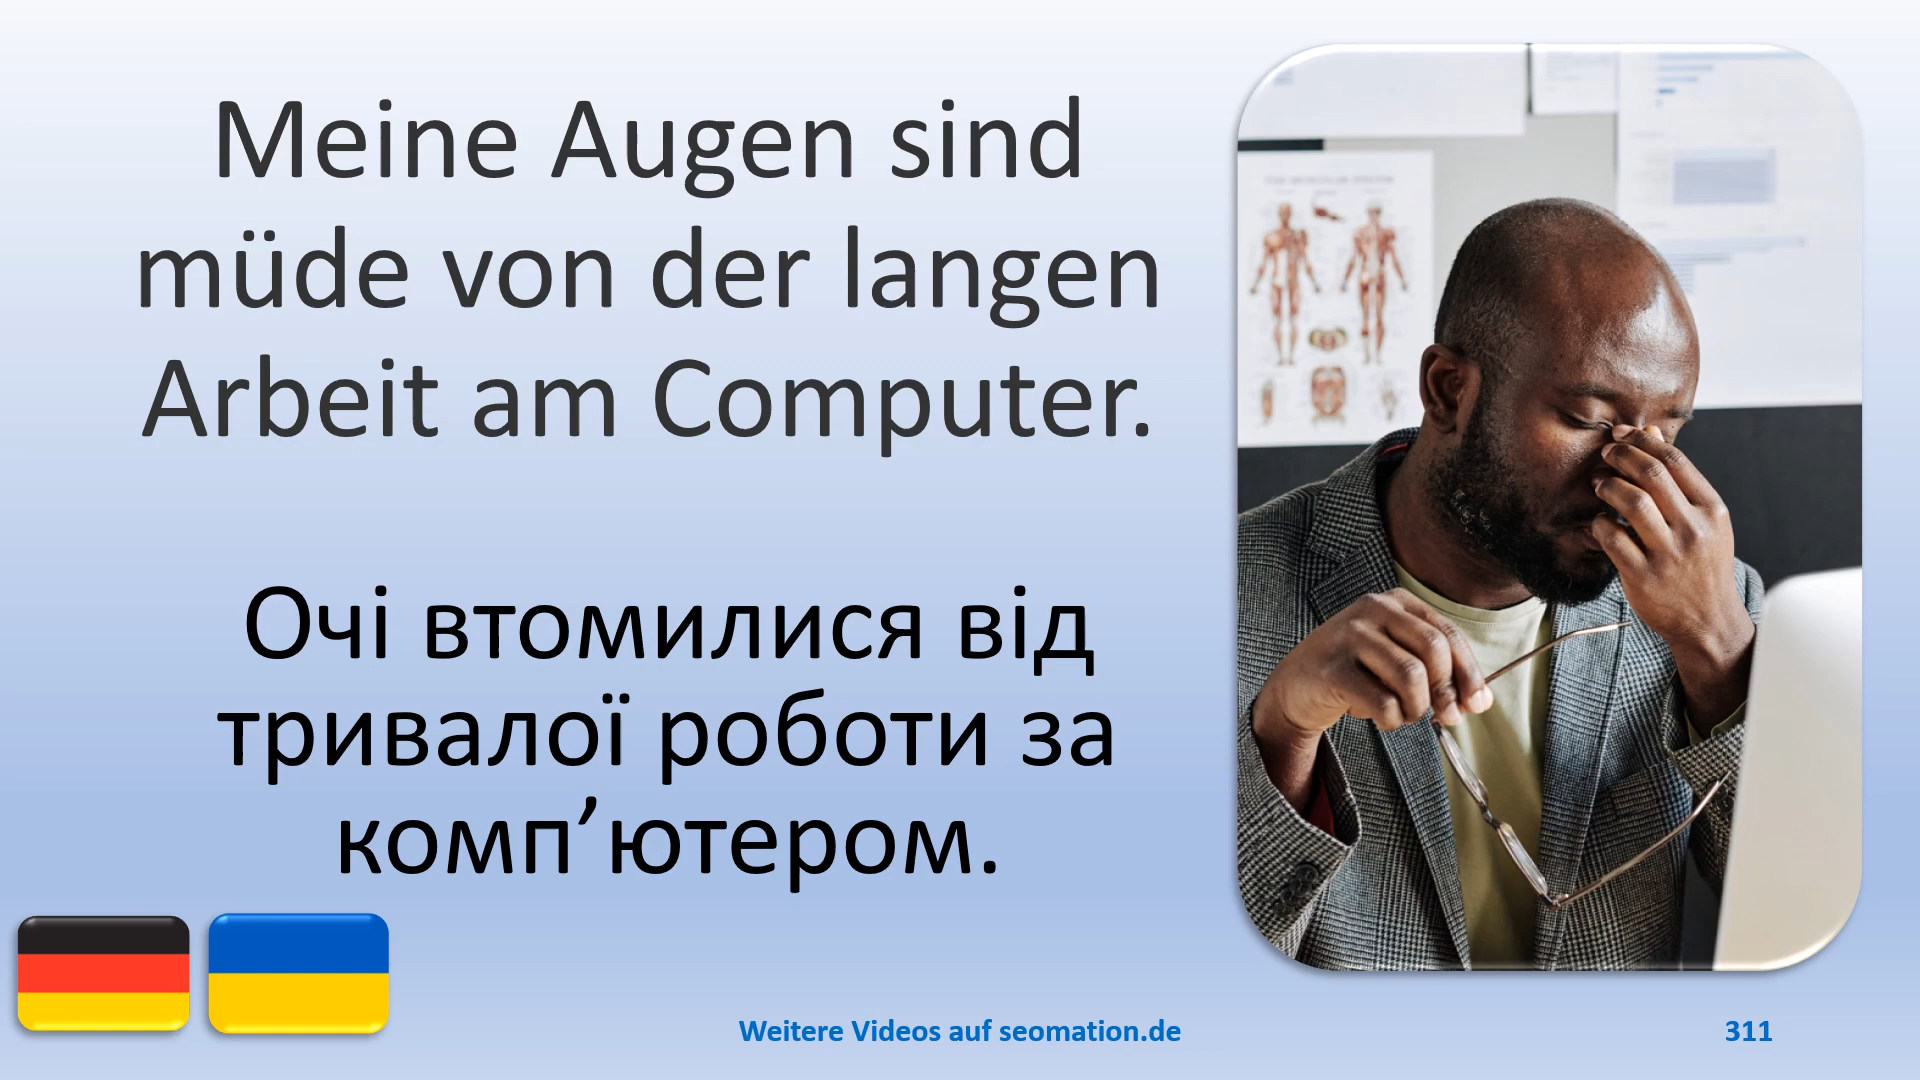 Meine Augen sind
müde von der langen
Arbeit am Computer.
Очі втомилися від
тривалої роботи за
комп’ютером.
Weitere Videos auf seomation.de
311